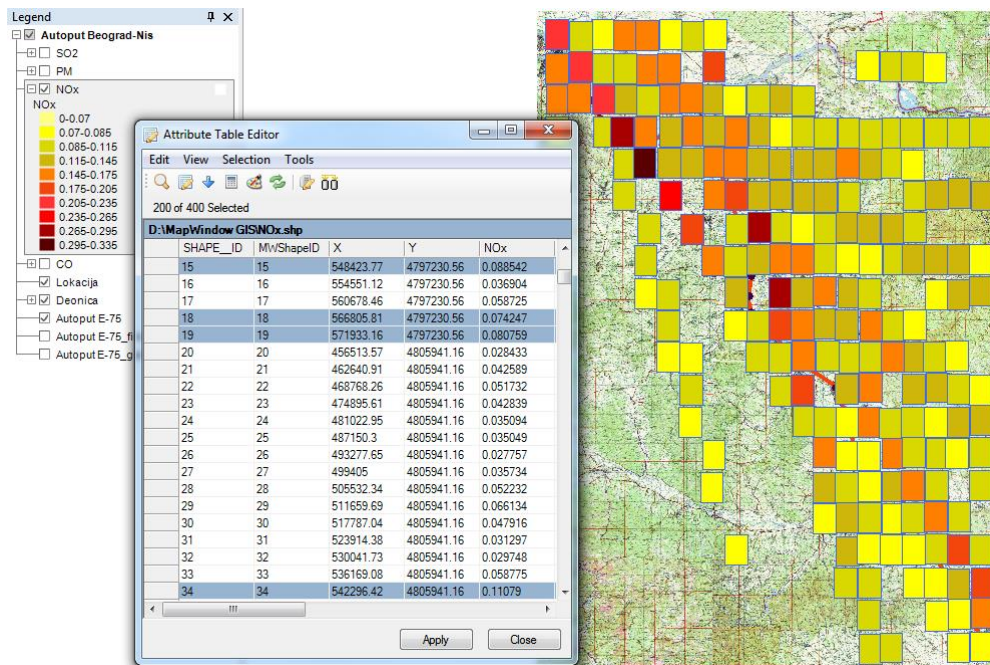 Legend
Autoput Beograd-Nis
SO2
PM
NOx
NOx
0-0.07
0.07-0.085
0.085-0.115
0.115-0.145
0.145-0.175
0.175-0.205
0.205-0.235
0.235-0.265
0.265-0.295
0.295-0.335
CO
Lokacija
Deonica
Autoput E-75
Autoput E-75_fi
Autoput E-75_g
Attribute Table Editor
Edit View Selection Tools
200 of 400 Selected
D:\MapWindow GIS\NOx.shp
SHAPE__ID MWShapeID X Y NOx
15 15 548423.77 4797230.56 0.088542
16 16 554551.12 4797230.56 0.036904
17 17 560678.46 4797230.56 0.058725
18 18 566805.81 4797230.56 0.074247
19 19 571933.16 4797230.56 0.080759
20 20 456513.57 4805941.16 0.028433
21 21 462640.91 4805941.16 0.042589
22 22 468768.26 4805941.16 0.051732
23 23 474895.61 4805941.16 0.042839
24 24 481022.95 4805941.16 0.035094
25 25 487150.3 4805941.16 0.035049
26 26 493277.65 4805941.16 0.027757
27 27 499405 4805941.16 0.035734
28 28 505532.34 4805941.16 0.052232
29 29 511659.69 4805941.16 0.066134
30 30 517787.04 4805941.16 0.047916
31 31 523914.38 4805941.16 0.031297
32 32 530041.73 4805941.16 0.029748
33 33 536169.08 4805941.16 0.058775
34 34 542296.42 4805941.16 0.11079
Apply Close